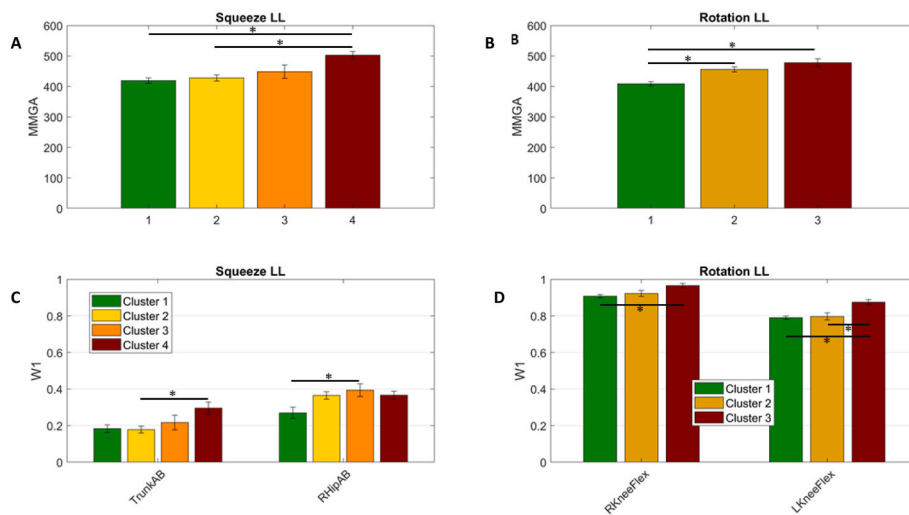 A
Squeeze LL
MMGA
600
500
400
300
200
100
0
*
*
1 2 3 4
B
B
Rotation LL
MMGA
600
500
400
300
200
100
0
*
*
1 2 3
C
Squeeze LL
W1
1
0.8
0.6
0.4
0.2
0
Cluster 1
Cluster 2
Cluster 3
Cluster 4
*
*
TrunkAB
RHipAB
D
Rotation LL
W1
1
0.8
0.6
0.4
0.2
0
*
*
*
Cluster 1
Cluster 2
Cluster 3
RKneeFlex
LKneeFlex